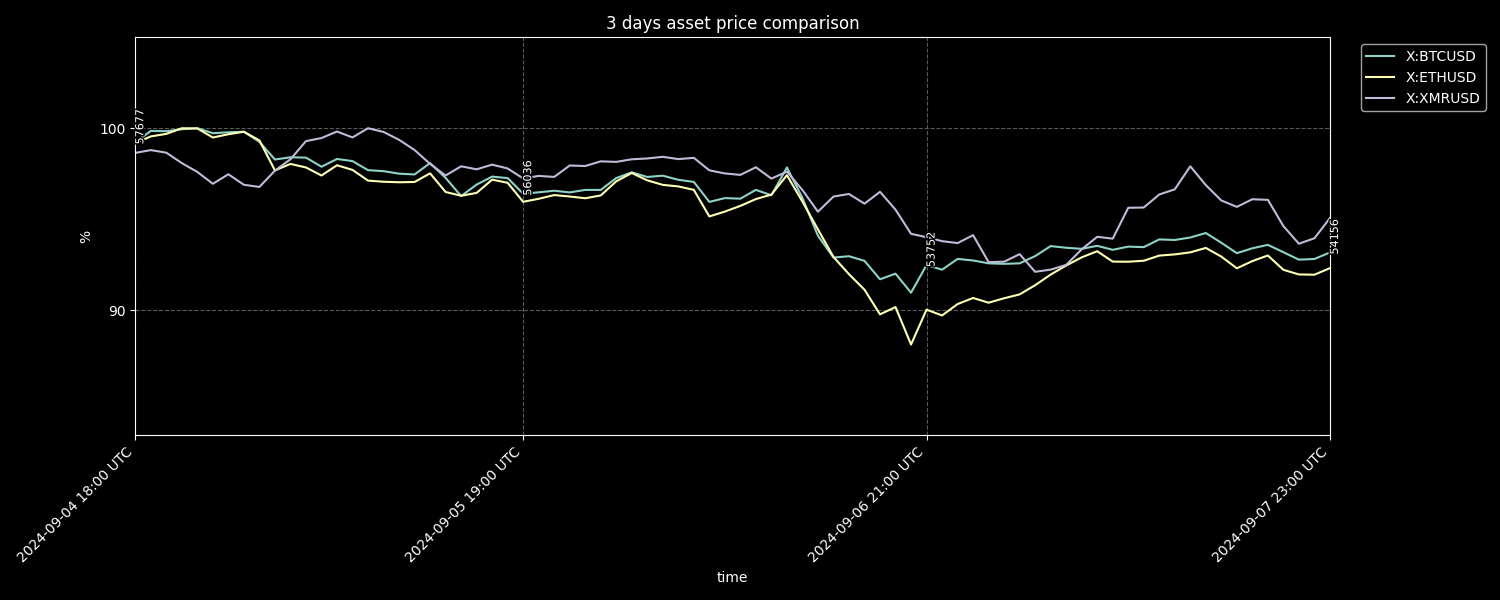 3 days asset price comparison
X:BTCUSD
X:ETHUSD
X:XMRUSD
100
90
%
57677
56036
53752
54156
2024-09-04 18:00 UTC
2024-09-05 19:00 UTC
2024-09-06 21:00 UTC
2024-09-07 23:00 UTC
time